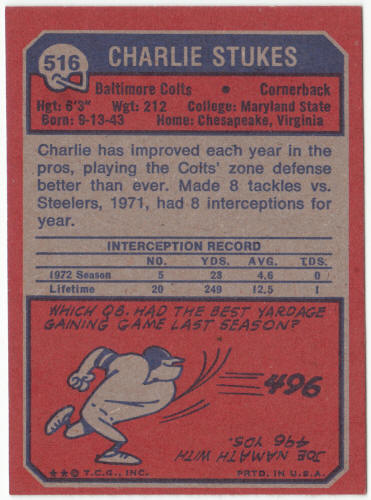 516
CHARLIE STUKES
Baltimore Colts • Cornerback
Hgt: 6'3" Wgt: 212 College: Maryland State
Born: 9-13-43 Home: Chesapeake, Virginia
Charlie has improved each year in the
pros, playing the Colts' zone defense
better than ever. Made 8 tackles vs.
Steelers, 1971, had 8 interceptions for
year.
INTERCEPTION RECORD
NO. YDS. AVG. TDS.
1972 Season 5 23 4.6 0
Lifetime 20 249 12.5 1
WHICH QB. HAD THE BEST YARDAGE
GAINING GAME LAST SEASON?
496
JOE NAMATH WITH
496 YDS.
★★© T.C.G., INC. PRTD. IN U.S.A.